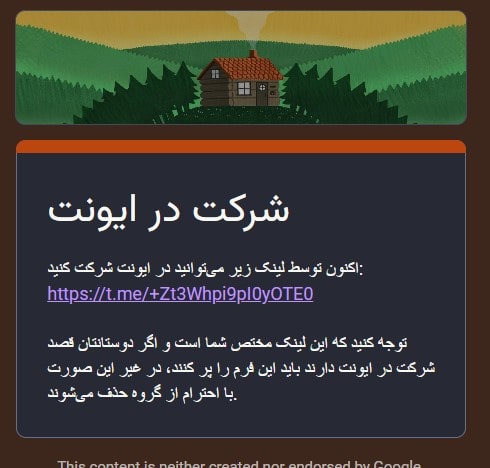 شرکت در ایونت
اکنون توسط لینک زیر می‌توانید در ایونت شرکت کنید:
https://t.me/+Zt3Whpi9pI0yOTE0
توجه کنید که این لینک مختص شما است و اگر دوستانتان قصد
شرکت در ایونت دارند باید این فرم را پر کنند، در غیر این صورت
با احترام از گروه حذف می‌شوند.
This content is neither created nor endorsed by Google.